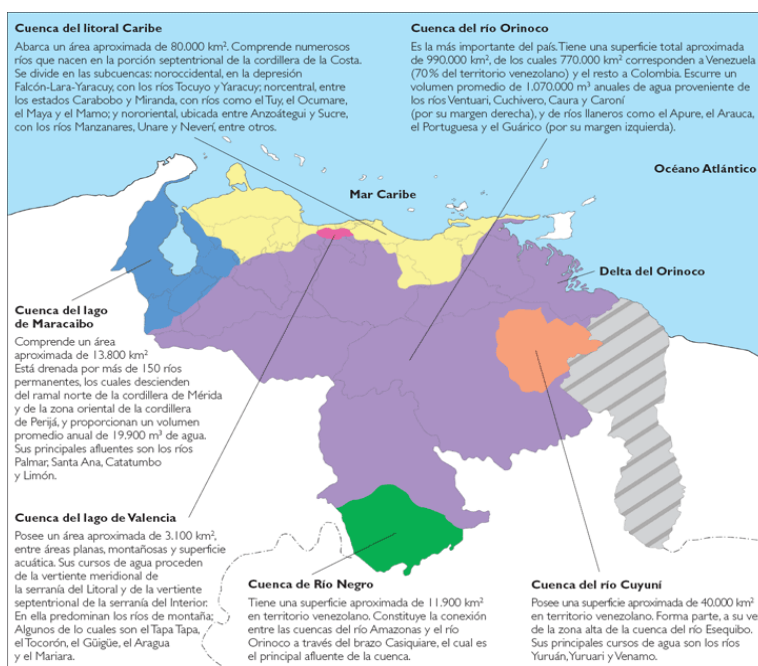 Cuenca del litoral Caribe
Abarca un área aproximada de 80.000 km². Comprende numerosos
ríos que nacen en la porción septentrional de la cordillera de la Costa.
Se divide en las subcuencas: noroccidental, en la depresión
Falcón-Lara-Yaracuy, con los ríos Tocuyo y Yaracuy; norcentral, entre
los estados Carabobo y Miranda, con ríos como el Tuy, el Ocumare,
el Maya y el Mamo; y nororiental, ubicada entre Anzoátegui y Sucre,
con los ríos Manzanares, Unare y Neverí, entre otros.
Cuenca del río Orinoco
Es la más importante del país. Tiene una superficie total aproximada
de 990.000 km², de los cuales 770.000 km² corresponden a Venezuela
(70% del territorio venezolano) y el resto a Colombia. Escurre un
volumen promedio de 1.070.000 m³ anuales de agua proveniente de
los ríos Ventuari, Cuchivero, Caura y Caroní
(por su margen derecha), y de ríos llaneros como el Apure, el Arauca,
el Portuguesa y el Guárico (por su margen izquierda).
Océano Atlántico
Mar Caribe
Delta del Orinoco
Cuenca del lago
de Maracaibo
Comprende un área
aproximada de 13.800 km²
Está drenada por más de 150 ríos
permanentes, los cuales descienden
del ramal norte de la cordillera de Mérida
y de la zona oriental de la cordillera
de Perijá, y proporcionan un volumen
promedio anual de 19.900 m³ de agua.
Sus principales afluentes son los ríos
Palmar, Santa Ana, Catatumbo
y Limón.
Cuenca del lago de Valencia
Posee un área aproximada de 3.100 km²,
entre áreas planas, montañosas y superficie
acuática. Sus cursos de agua proceden
de la vertiente meridional de
la serranía del Litoral y de la vertiente
septentrional de la serranía del Interior.
En ella predominan los ríos de montaña;
Algunos de lo cuales son el Tapa Tapa,
el Tocorón, el Güigüe, el Aragua
y el Mariara.
Cuenca de Río Negro
Tiene una superficie aproximada de 11.900 km²
en territorio venezolano. Constituye la conexión
entre las cuencas del río Amazonas y el río
Orinoco a través del brazo Casiquiare, el cual es
el principal afluente de la cuenca.
Cuenca del río Cuyuní
Posee una superficie aproximada de 40.000 km²
en territorio venezolano. Forma parte, a su ve
de la zona alta de la cuenca del río Esequibo.
Sus principales cursos de agua son los ríos
Yuruán, Yuruari y Venamo.